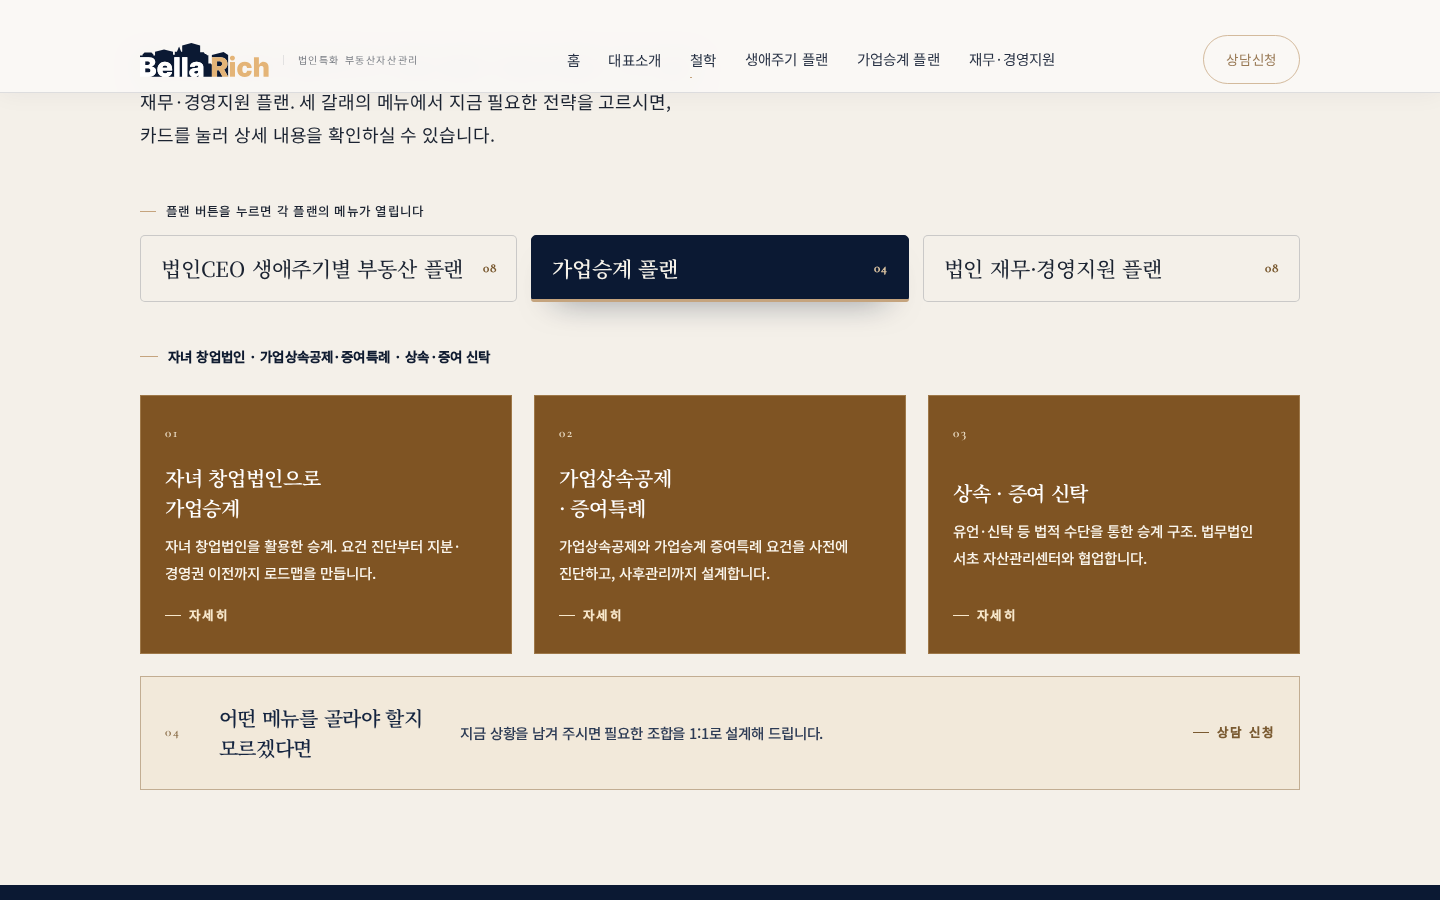 BellaRich
법인특화 부동산자산관리
홈
대표소개
철학
생애주기 플랜
가업승계 플랜
재무·경영지원
상담신청
재무·경영지원 플랜. 세 갈래의 메뉴에서 지금 필요한 전략을 고르시면,
카드를 눌러 상세 내용을 확인하실 수 있습니다.
플랜 버튼을 누르면 각 플랜의 메뉴가 열립니다
법인CEO 생애주기별 부동산 플랜 08
가업승계 플랜 04
법인 재무·경영지원 플랜 08
자녀 창업법인 · 가업상속공제·증여특례 · 상속·증여 신탁
01
자녀 창업법인으로
가업승계
자녀 창업법인을 활용한 승계. 요건 진단부터 지분·
경영권 이전까지 로드맵을 만듭니다.
자세히
02
가업상속공제
· 증여특례
가업상속공제와 가업승계 증여특례 요건을 사전에
진단하고, 사후관리까지 설계합니다.
자세히
03
상속 · 증여 신탁
유언·신탁 등 법적 수단을 통한 승계 구조. 법무법인
서초 자산관리센터와 협업합니다.
자세히
04
어떤 메뉴를 골라야 할지
모르겠다면
지금 상황을 남겨 주시면 필요한 조합을 1:1로 설계해 드립니다.
상담 신청